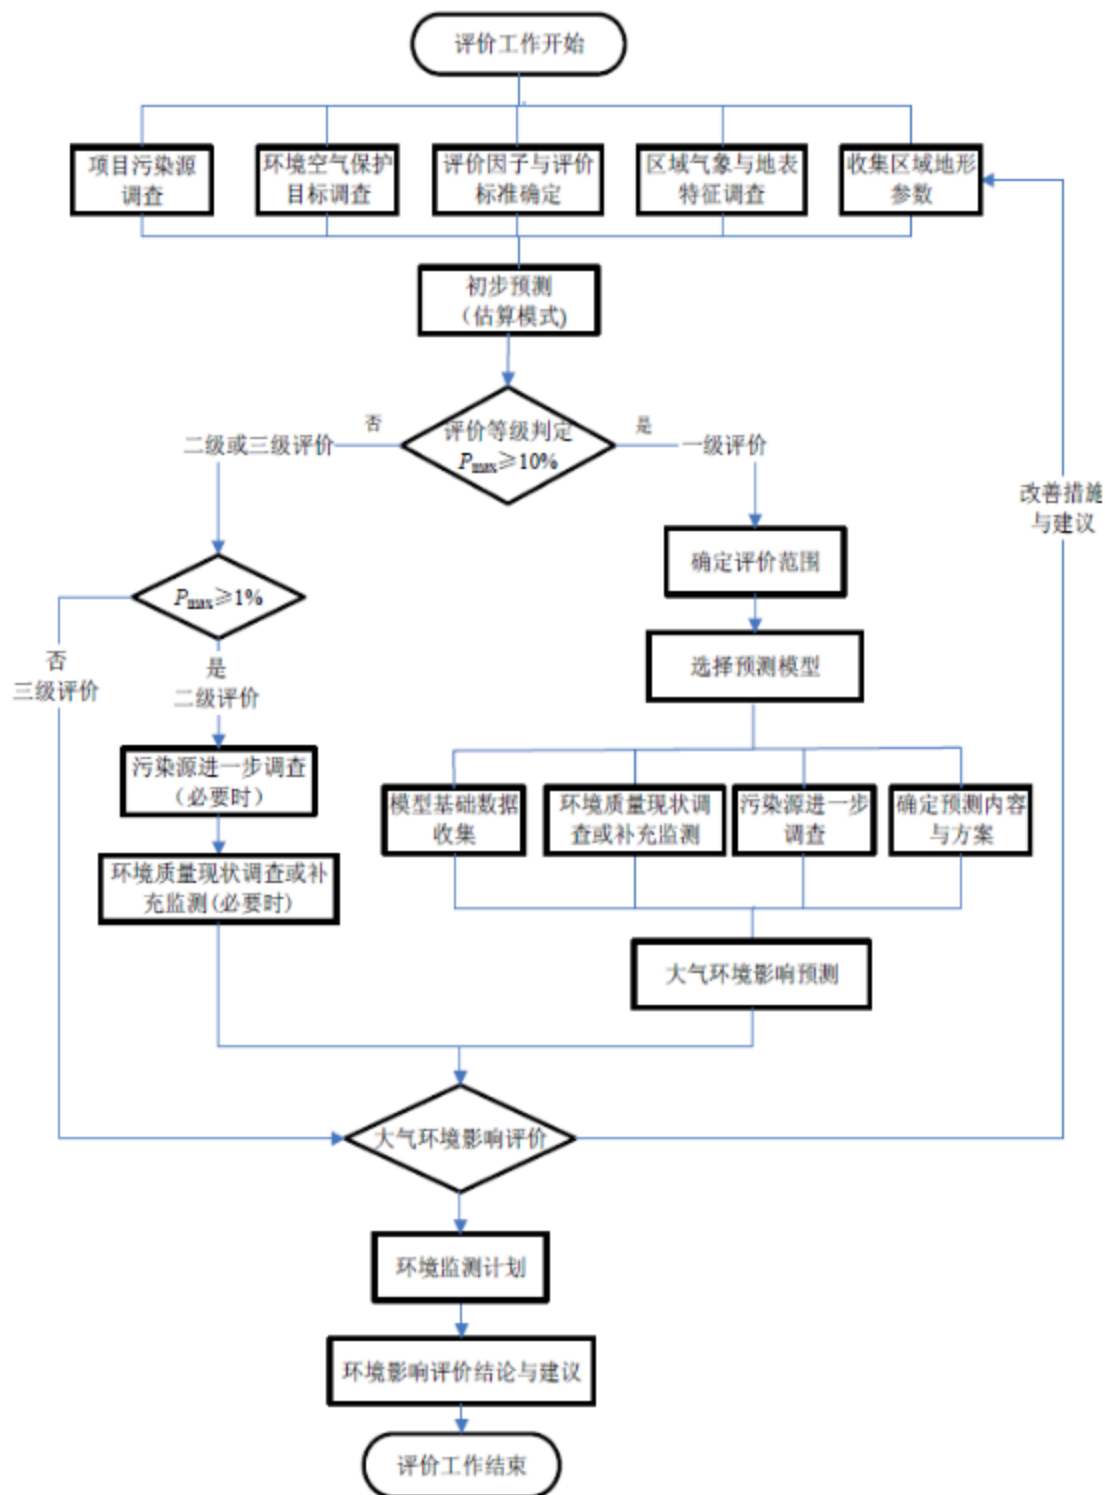 评价工作开始
项目污染源
调查
环境空气保护
目标调查
评价因子与评价
标准确定
区域气象与地表
特征调查
收集区域地形
参数
初步预测
（估算模式)
否
是
二级或三级评价
评价等级判定
Pmax≥10%
一级评价
改善措施
与建议
确定评价范围
Pmax≥1%
否
三级评价
是
二级评价
选择预测模型
污染源进一步调查
（必要时）
模型基础数据
收集
环境质量现状调
查或补充监测
污染源进一步
调查
确定预测内容
与方案
环境质量现状调查或补
充监测(必要时)
大气环境影响预测
大气环境影响评价
环境监测计划
环境影响评价结论与建议
评价工作结束